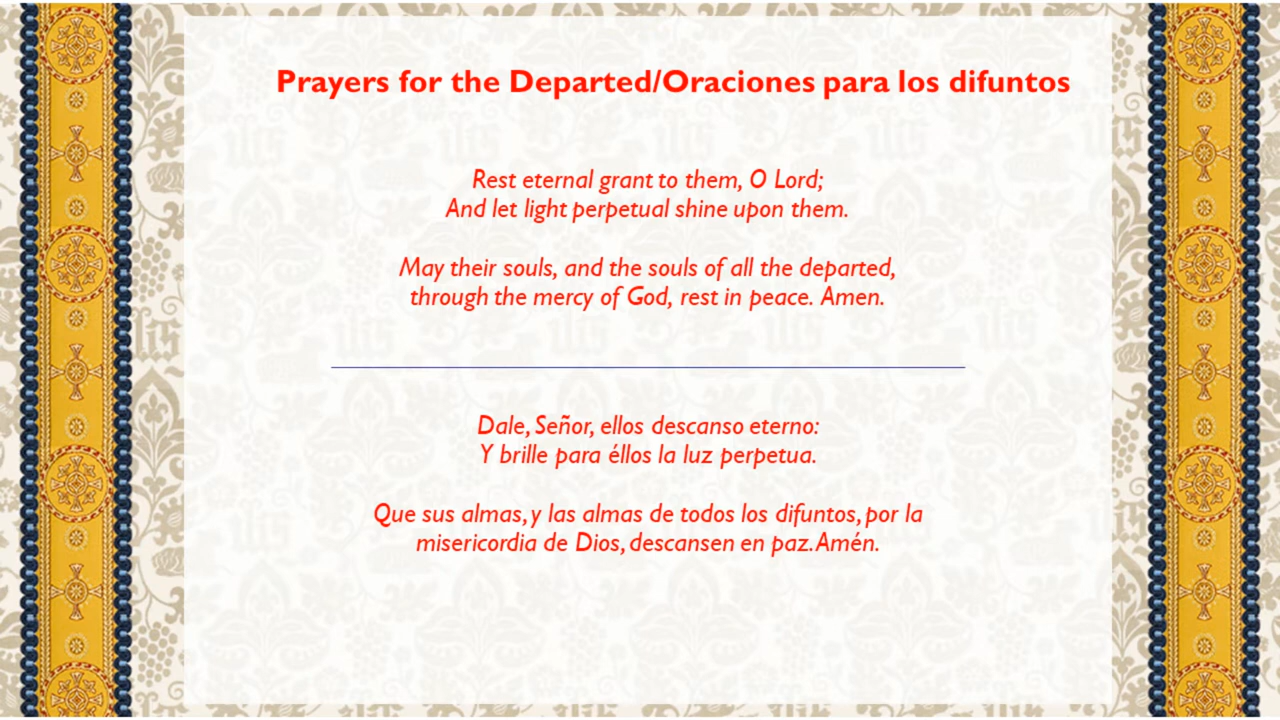 Prayers for the Departed/Oraciones para los difuntos
Rest eternal grant to them, O Lord;
And let light perpetual shine upon them.
May their souls, and the souls of all the departed,
through the mercy of God, rest in peace. Amen.
Dale, Señor, ellos descanso eterno:
Y brille para éllos la luz perpetua.
Que sus almas, y las almas de todos los difuntos, por la
misericordia de Dios, descansen en paz. Amén.